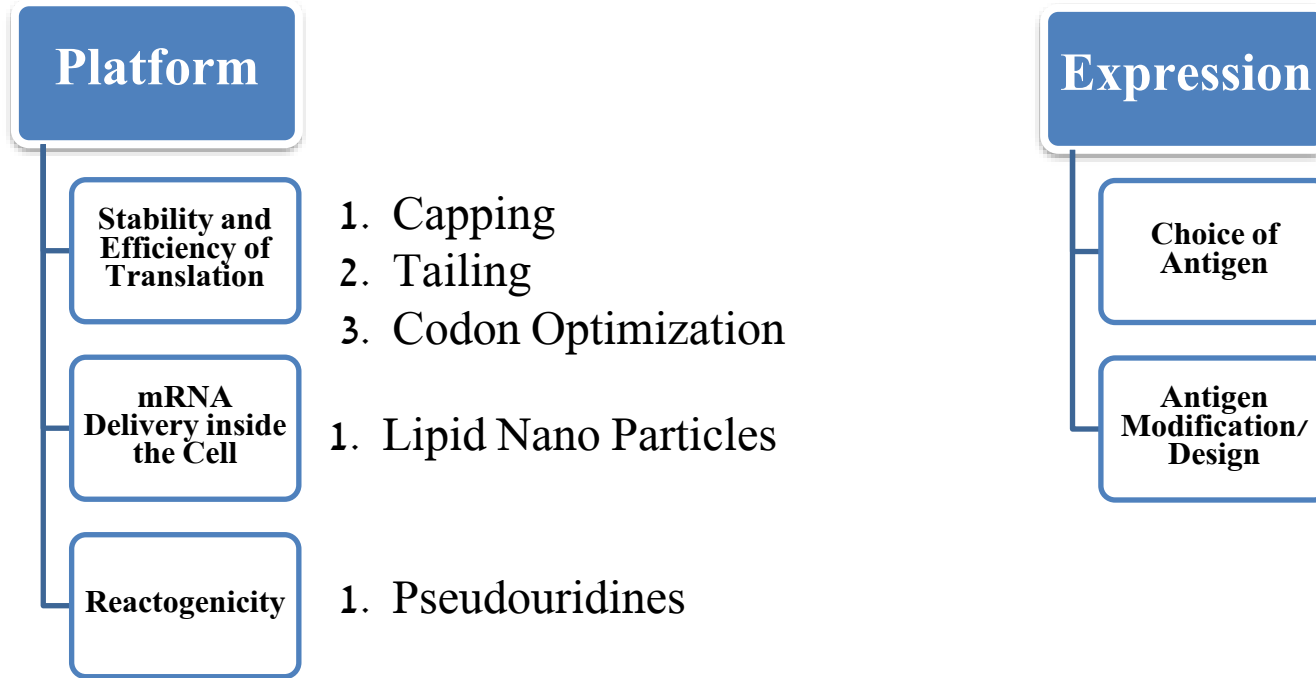 Platform
Stability and
Efficiency of
Translation
1. Capping
2. Tailing
3. Codon Optimization
mRNA
Delivery inside
the Cell
1. Lipid Nano Particles
Reactogenicity
1. Pseudouridines
Expression
Choice of
Antigen
Antigen
Modification/
Design